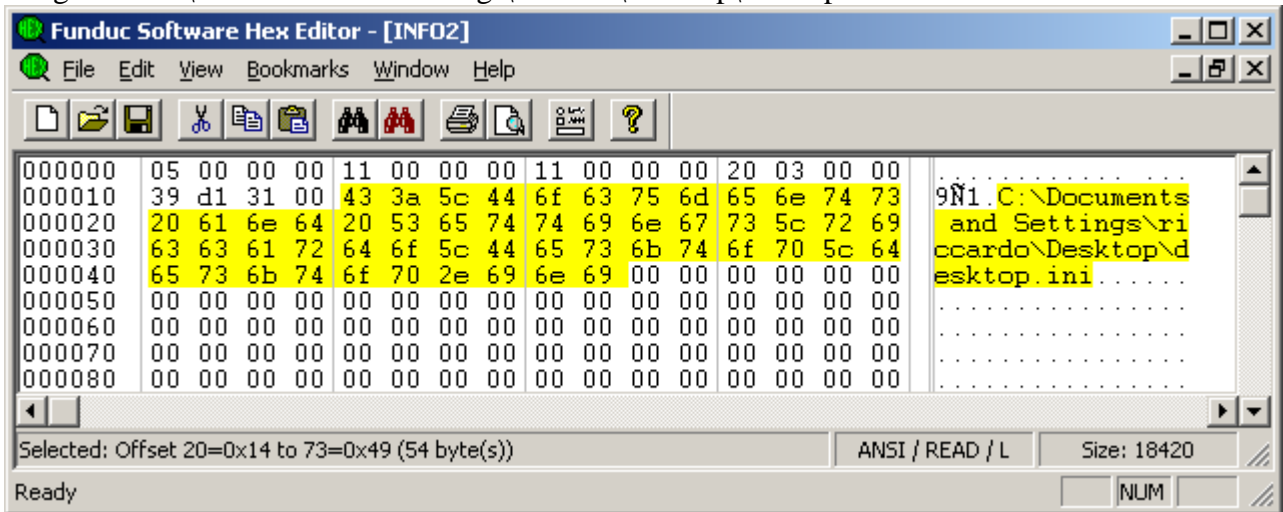 Funduc Software Hex Editor - [INFO2]
File Edit View Bookmarks Window Help
000000 05 00 00 00 11 00 00 00 11 00 00 00 20 03 00 00 ............ ...
000010 39 d1 31 00 43 3a 5c 44 6f 63 75 6d 65 6e 74 73 9Ñ1.C:\Documents
000020 20 61 6e 64 20 53 65 74 74 69 6e 67 73 5c 72 69  and Settings\ri
000030 63 63 61 72 64 6f 5c 44 65 73 6b 74 6f 70 5c 64 ccardo\Desktop\d
000040 65 73 6b 74 6f 70 2e 69 6e 69 00 00 00 00 00 00 esktop.ini......
000050 00 00 00 00 00 00 00 00 00 00 00 00 00 00 00 00 ................
000060 00 00 00 00 00 00 00 00 00 00 00 00 00 00 00 00 ................
000070 00 00 00 00 00 00 00 00 00 00 00 00 00 00 00 00 ................
000080 00 00 00 00 00 00 00 00 00 00 00 00 00 00 00 00 ................
Selected: Offset 20=0x14 to 73=0x49 (54 byte(s)) ANSI / READ / L Size: 18420
Ready NUM